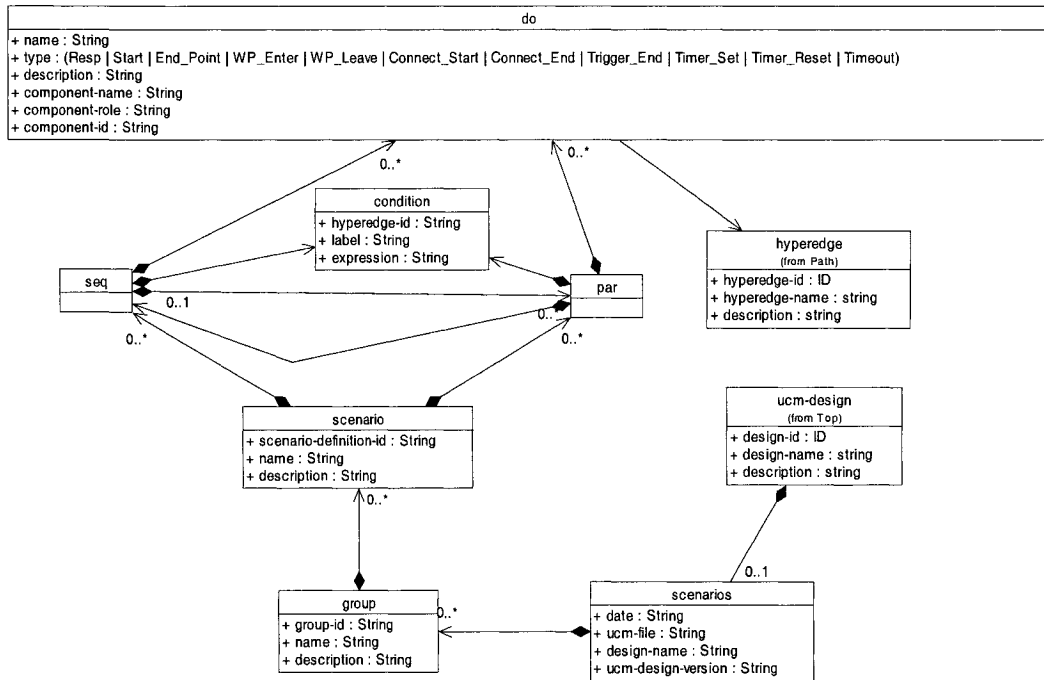 do
+ name : String
+ type : (Resp | Start | End_Point | WP_Enter | WP_Leave | Connect_Start | Connect_End | Trigger_End | Timer_Set | Timer_Reset | Timeout)
+ description : String
+ component-name : String
+ component-role : String
+ component-id : String
0..*
0..*
condition
+ hyperedge-id : String
+ label : String
+ expression : String
hyperedge
(from Path)
+ hyperedge-id : ID
+ hyperedge-name : string
+ description : string
seq
par
0..1
0..*
0..*
scenario
+ scenario-definition-id : String
+ name : String
+ description : String
ucm-design
(from Top)
+ design-id : ID
+ design-name : string
+ description : string
0..*
0..1
group
+ group-id : String
+ name : String
+ description : String
0..*
scenarios
+ date : String
+ ucm-file : String
+ design-name : String
+ ucm-design-version : String